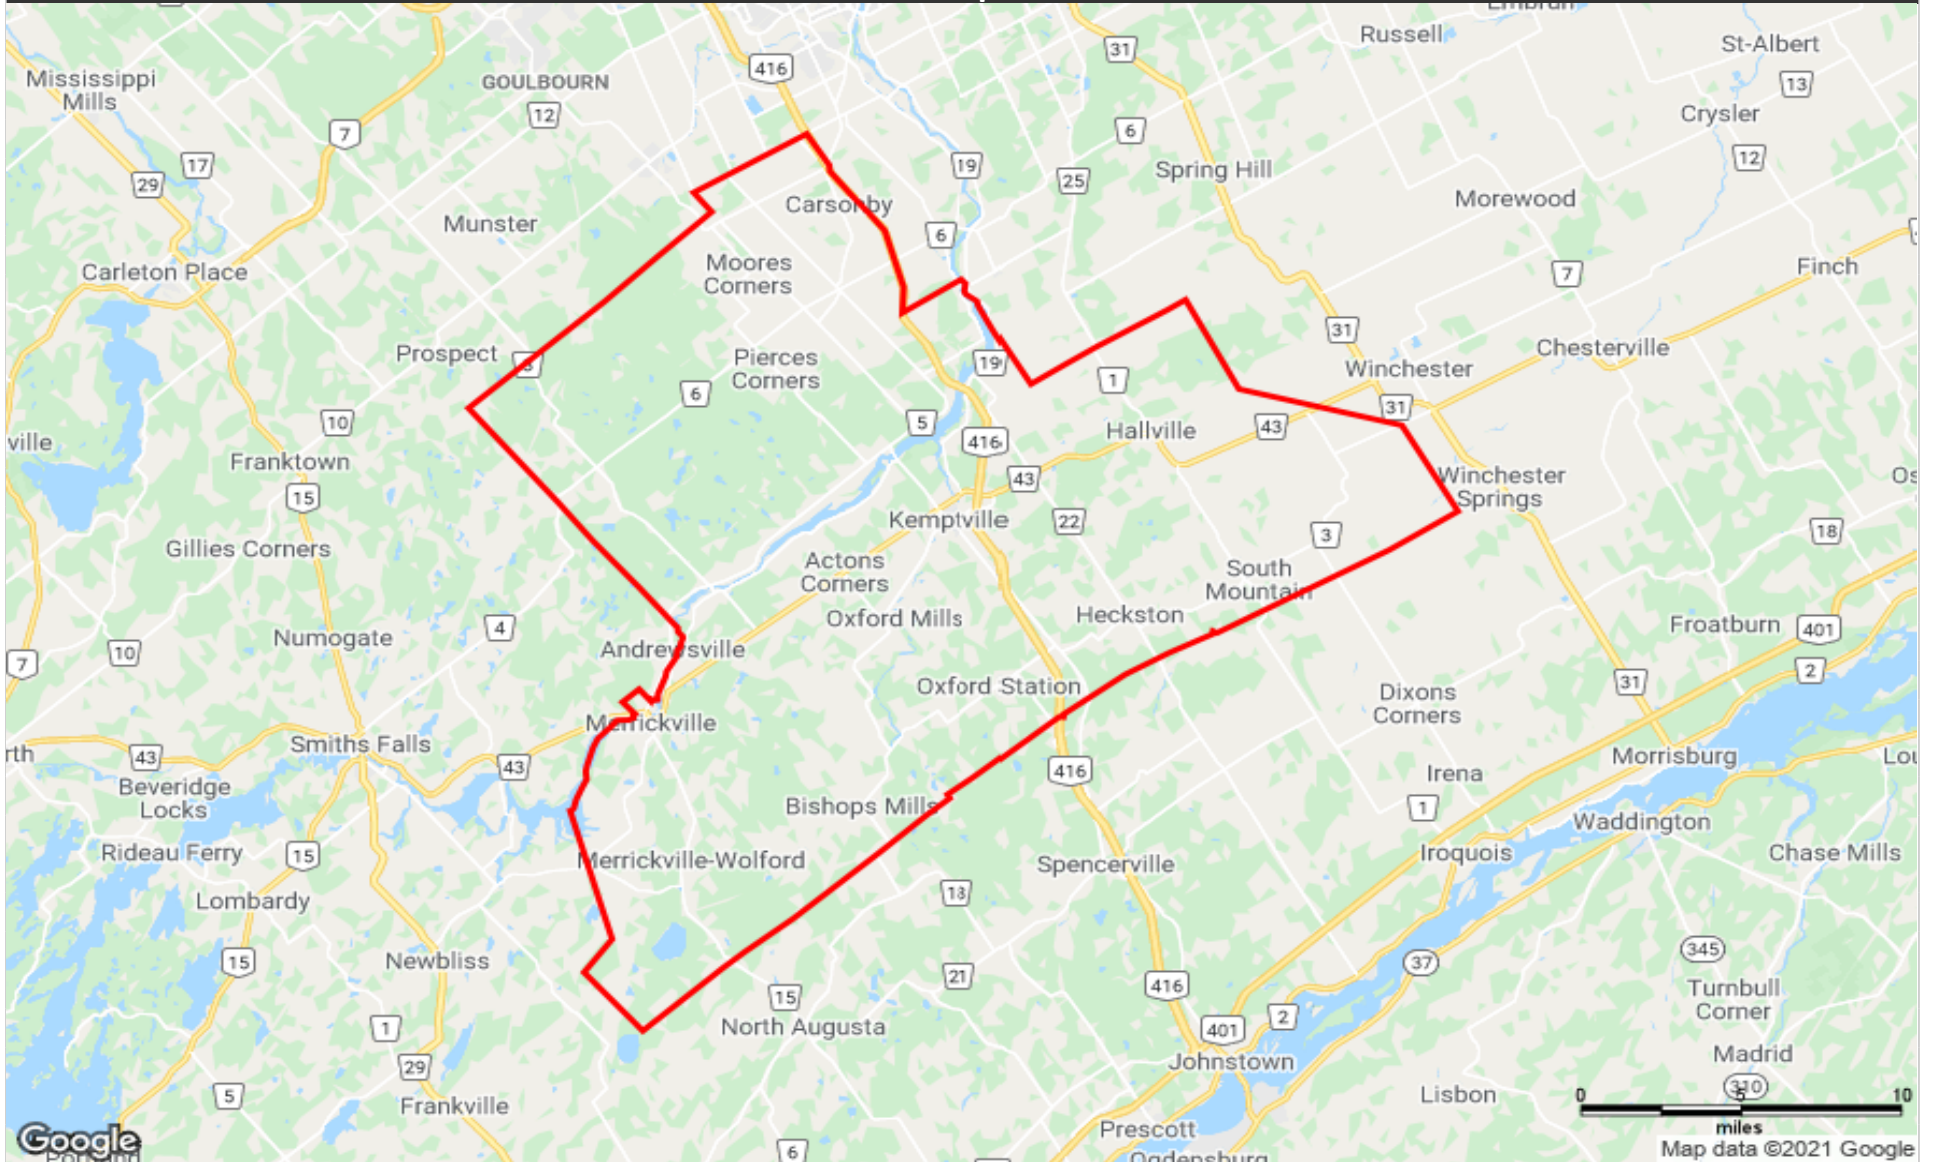 31
Russell
St-Albert
416
Mississippi
Mills
GOULBOURN
13
12
Crysler
7
6
17
19
12
29
25
Spring Hill
Morewood
Carsonby
Munster
6
Moores
Corners
Carleton Place
7
Finch
31
Prospect
Pierces
Corners
19
1
Winchester
Chesterville
6
31
10
5
416
Hallville
43
ville
Franktown
15
43
Winchester
Springs
Os
Kemptville
22
3
18
Gillies Corners
Actons
Corners
South
Mountain
Oxford Mills
Heckston
4
Numogate
Andrewsville
Froatburn
401
7
10
2
Oxford Station
31
Dixons
Corners
Merrickville
Smiths Falls
rth
43
43
416
Morrisburg
Lou
Irena
Beveridge
Locks
Bishops Mills
1
Waddington
Rideau Ferry
15
Merrickville-Wolford
Spencerville
Iroquois
Chase Mills
Lombardy
18
Newbliss
15
21
37
345
15
416
Turnbull
Corner
North Augusta
1
401
2
29
Johnstown
Madrid
310
5
Frankville
Lisbon
0
5
10
miles
Prescott
Google
6
Map data ©2021 Google